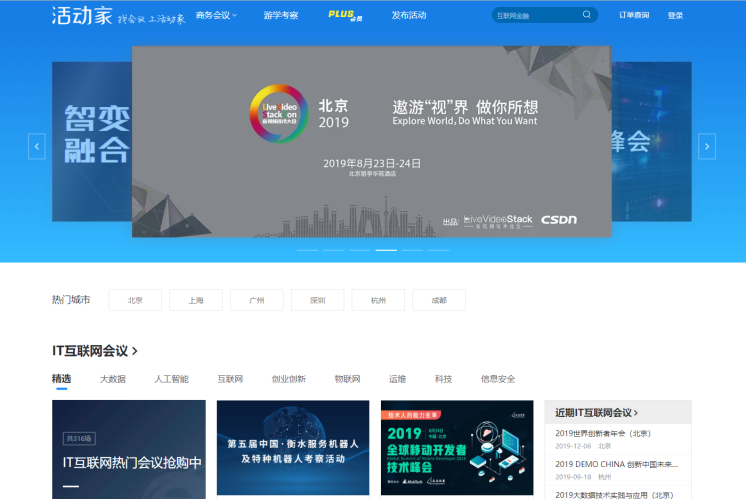 活动家 找会议 上活动家 商务会议 游学考察 PLUS会员 发布活动 互联网金融 订单查询 登录
智变
融合
LiveVideo
StackCon
音视频技术大会
北京
2019
遨游“视”界 做你所想
Explore World, Do What You Want
2019年8月23日-24日
北京丽亭华苑酒店
出品: LiveVideoStack CSDN
音视频技术社区
峰会
热门城市 北京 上海 广州 深圳 杭州 成都
IT互联网会议
精选 大数据 人工智能 互联网 创业创新 物联网 运维 科技 信息安全
共316场
IT互联网热门会议抢购中
第五届中国·衡水服务机器人
及特种机器人考察活动
技术人的能力变革
2019
全球移动开发者
技术峰会
近期IT互联网会议
2019世界创新者年会（北京）
2019-12-06 北京
2019 DEMO CHINA 创新中国未来...
2019-09-18 杭州
2019大数据技术实践与应用（北京）